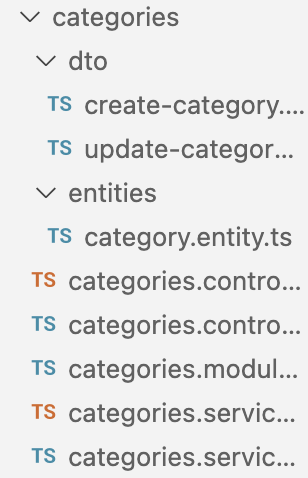 categories
dto
TS create-category....
TS update-categor...
entities
TS category.entity.ts
TS categories.contro...
TS categories.contro...
TS categories.modul...
TS categories.servic...
TS categories.servic...